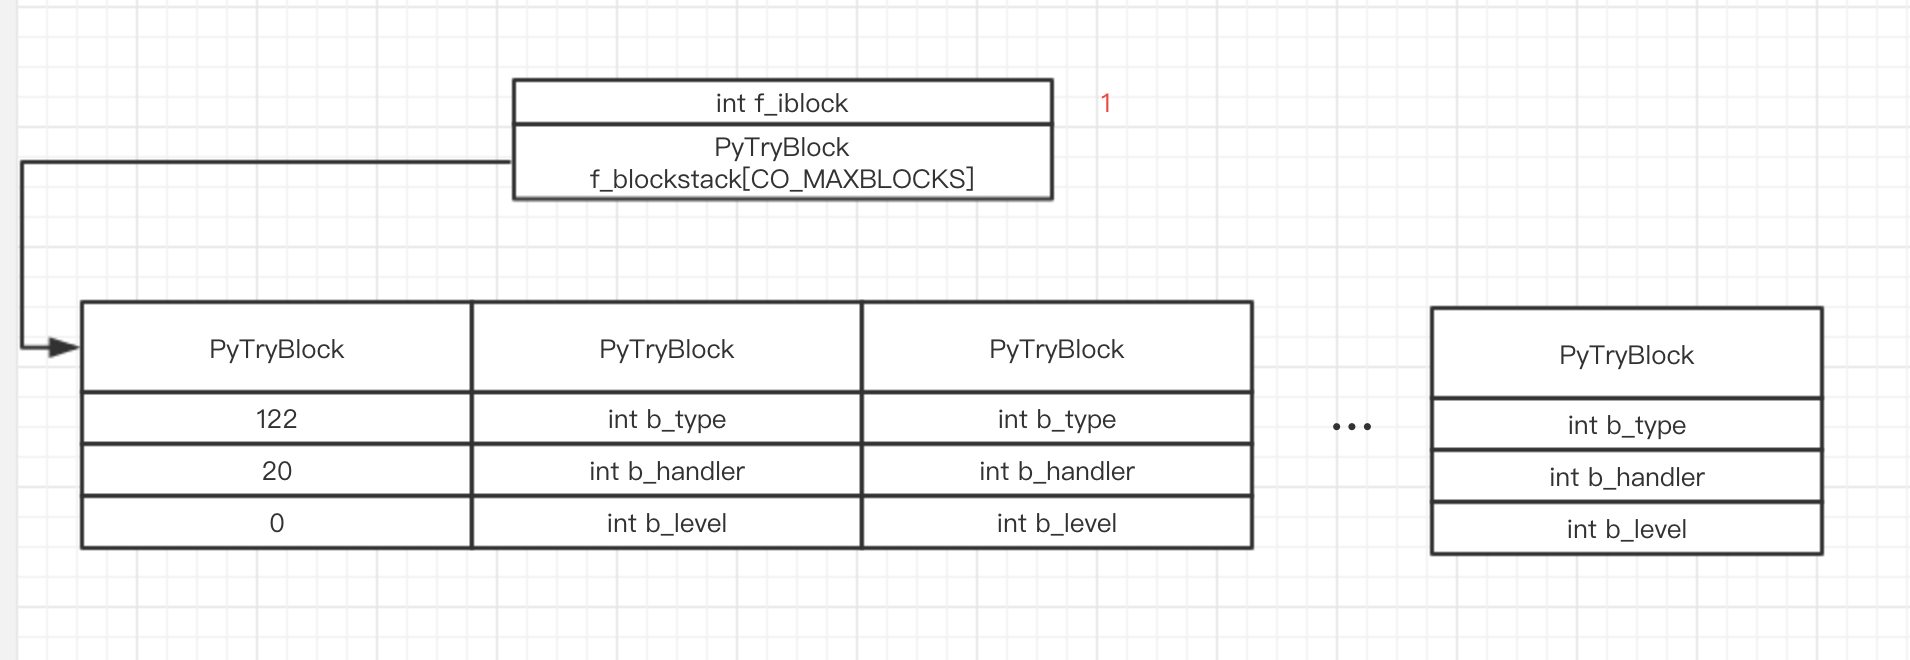 int f_iblock
1
PyTryBlock
f_blockstack[CO_MAXBLOCKS]
PyTryBlock PyTryBlock PyTryBlock PyTryBlock
122 int b_type int b_type ... int b_type
20 int b_handler int b_handler int b_handler
0 int b_level int b_level int b_level